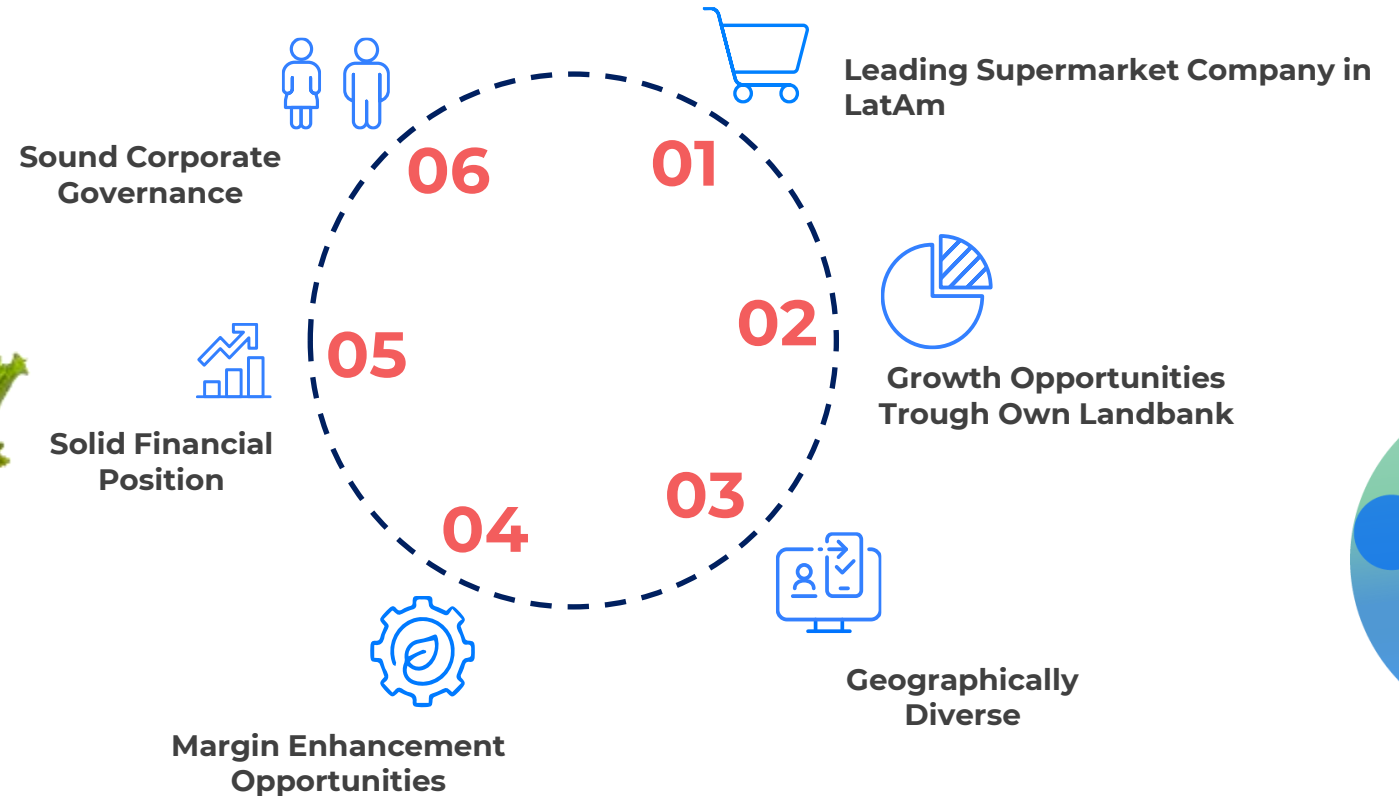 01
Leading Supermarket Company in
LatAm
02
Growth Opportunities
Trough Own Landbank
03
Geographically
Diverse
04
Margin Enhancement
Opportunities
05
Solid Financial
Position
06
Sound Corporate
Governance